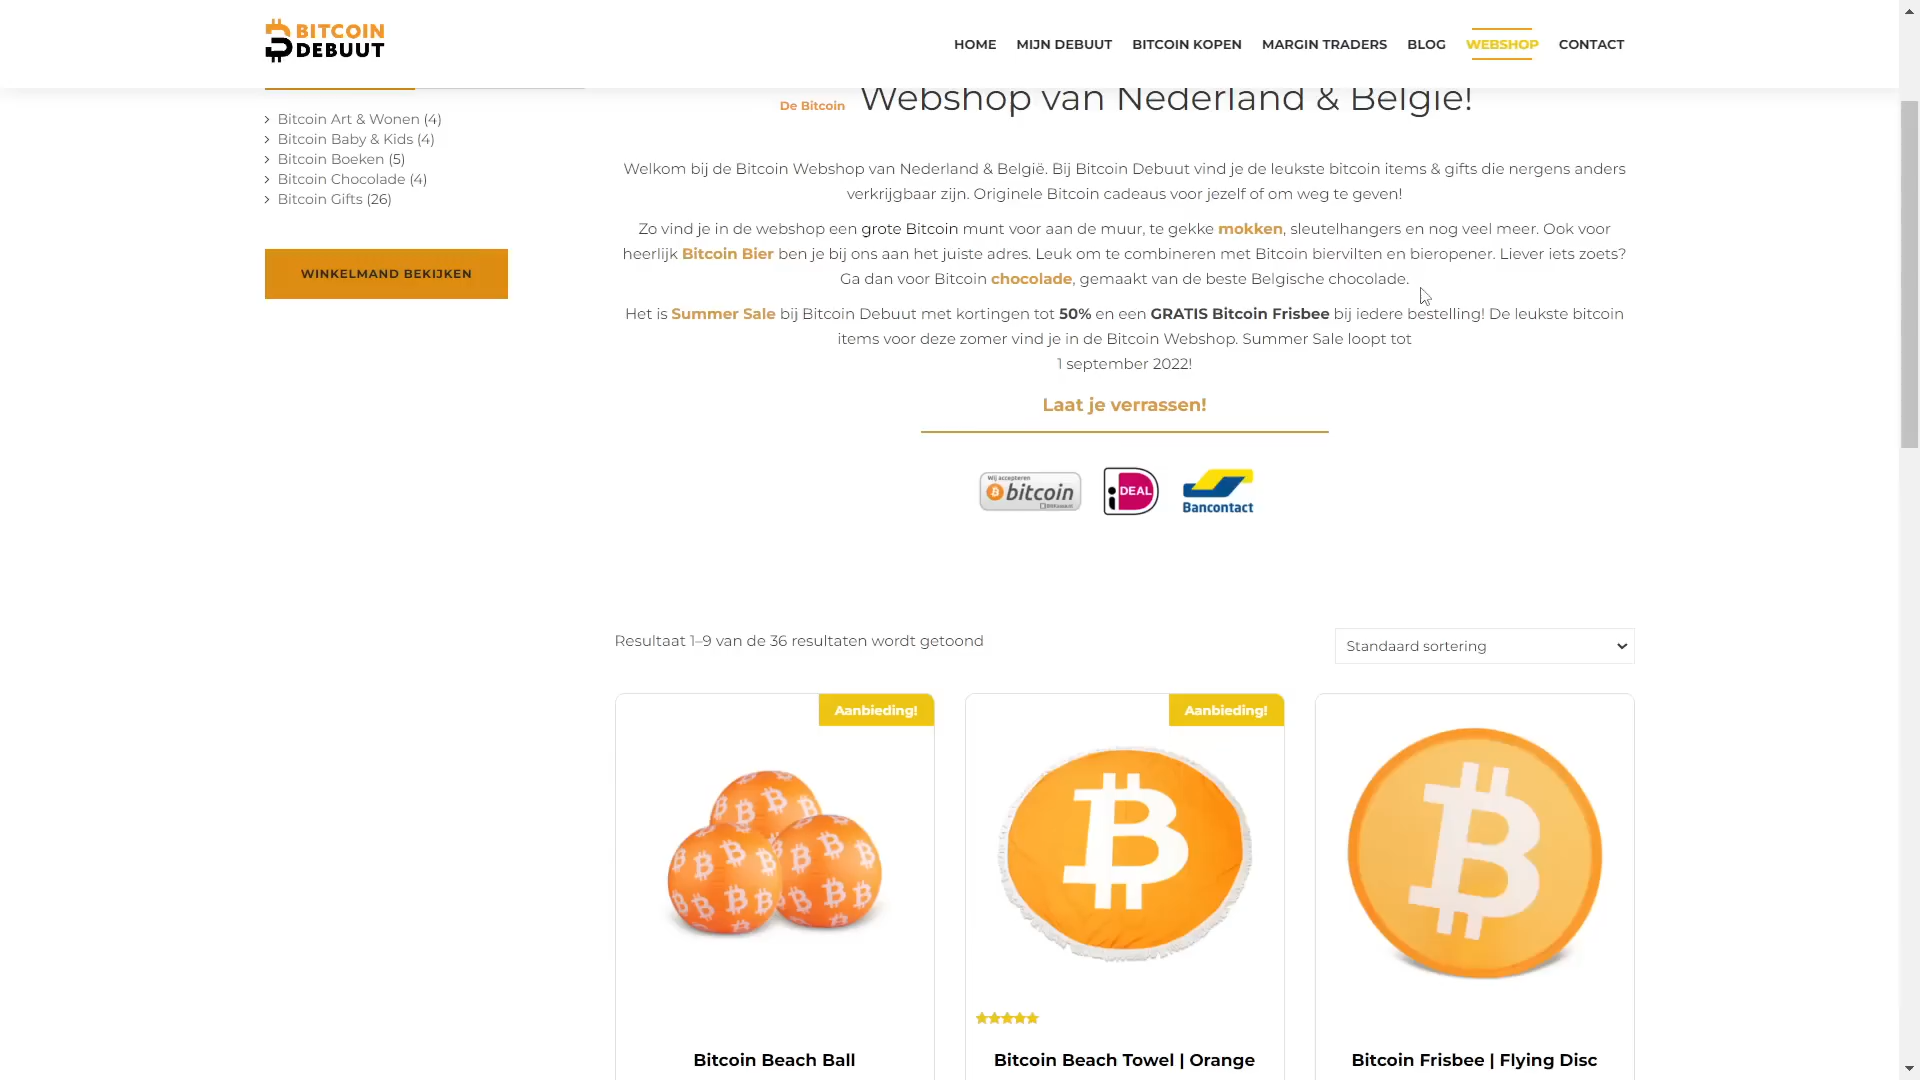 BITCOIN
DEBUUT
HOME
MIJN DEBUUT
BITCOIN KOPEN
MARGIN TRADERS
BLOG
WEBSHOP
CONTACT
Bitcoin Art & Wonen (4)
Bitcoin Baby & Kids (4)
Bitcoin Boeken (5)
Bitcoin Chocolade (4)
Bitcoin Gifts (26)
WINKELMAND BEKIJKEN
De Bitcoin Webshop van Nederland & België!
Welkom bij de Bitcoin Webshop van Nederland & België. Bij Bitcoin Debuut vind je de leukste bitcoin items & gifts die nergens anders
verkrijgbaar zijn. Originele Bitcoin cadeaus voor jezelf of om weg te geven!
Zo vind je in de webshop een grote Bitcoin munt voor aan de muur, te gekke mokken, sleutelhangers en nog veel meer. Ook voor
heerlijk Bitcoin Bier ben je bij ons aan het juiste adres. Leuk om te combineren met Bitcoin biervilten en bieropener. Liever iets zoets?
Ga dan voor Bitcoin chocolade, gemaakt van de beste Belgische chocolade.
Het is Summer Sale bij Bitcoin Debuut met kortingen tot 50% en een GRATIS Bitcoin Frisbee bij iedere bestelling! De leukste bitcoin
items voor deze zomer vind je in de Bitcoin Webshop. Summer Sale loopt tot
1 september 2022!
Laat je verrassen!
Wij accepteren
bitcoin
iDEAL
Bancontact
Resultaat 1–9 van de 36 resultaten wordt getoond
Standaard sortering
Aanbieding!
Aanbieding!
Bitcoin Beach Ball
Bitcoin Beach Towel | Orange
Bitcoin Frisbee | Flying Disc